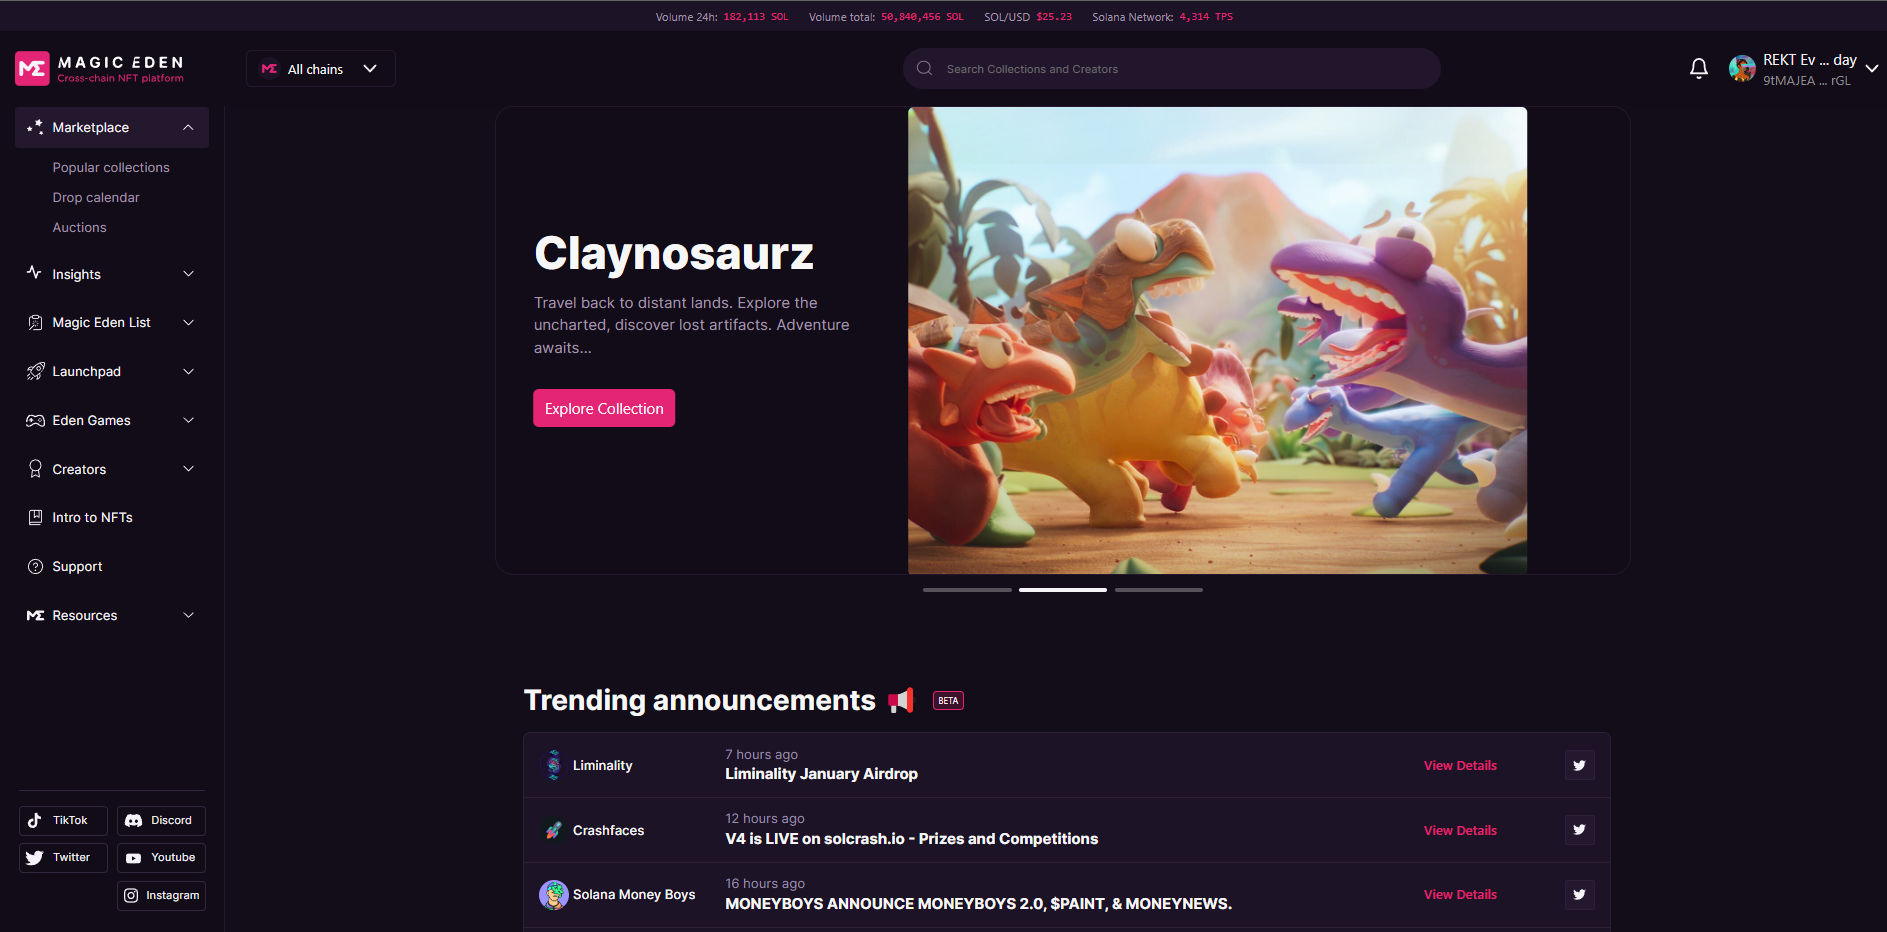 Volume 24h: 182,113 SOL Volume total: 50,840,456 SOL SOL/USD $25.23 Solana Network: 4,314 TPS
MAGIC EDEN
Cross-chain NFT platform
All chains
Search Collections and Creators
REKT Ev ... day
9tMAJEA ... rGL
Marketplace
Popular collections
Drop calendar
Auctions
Insights
Magic Eden List
Launchpad
Eden Games
Creators
Intro to NFTs
Support
Resources
TikTok
Discord
Twitter
Youtube
Instagram
Claynosaurz
Travel back to distant lands. Explore the
uncharted, discover lost artifacts. Adventure
awaits...
Explore Collection
Trending announcements BETA
Liminality
7 hours ago
Liminality January Airdrop
View Details
Crashfaces
12 hours ago
V4 is LIVE on solcrash.io - Prizes and Competitions
View Details
Solana Money Boys
16 hours ago
MONEYBOYS ANNOUNCE MONEYBOYS 2.0, $PAINT, & MONEYNEWS.
View Details